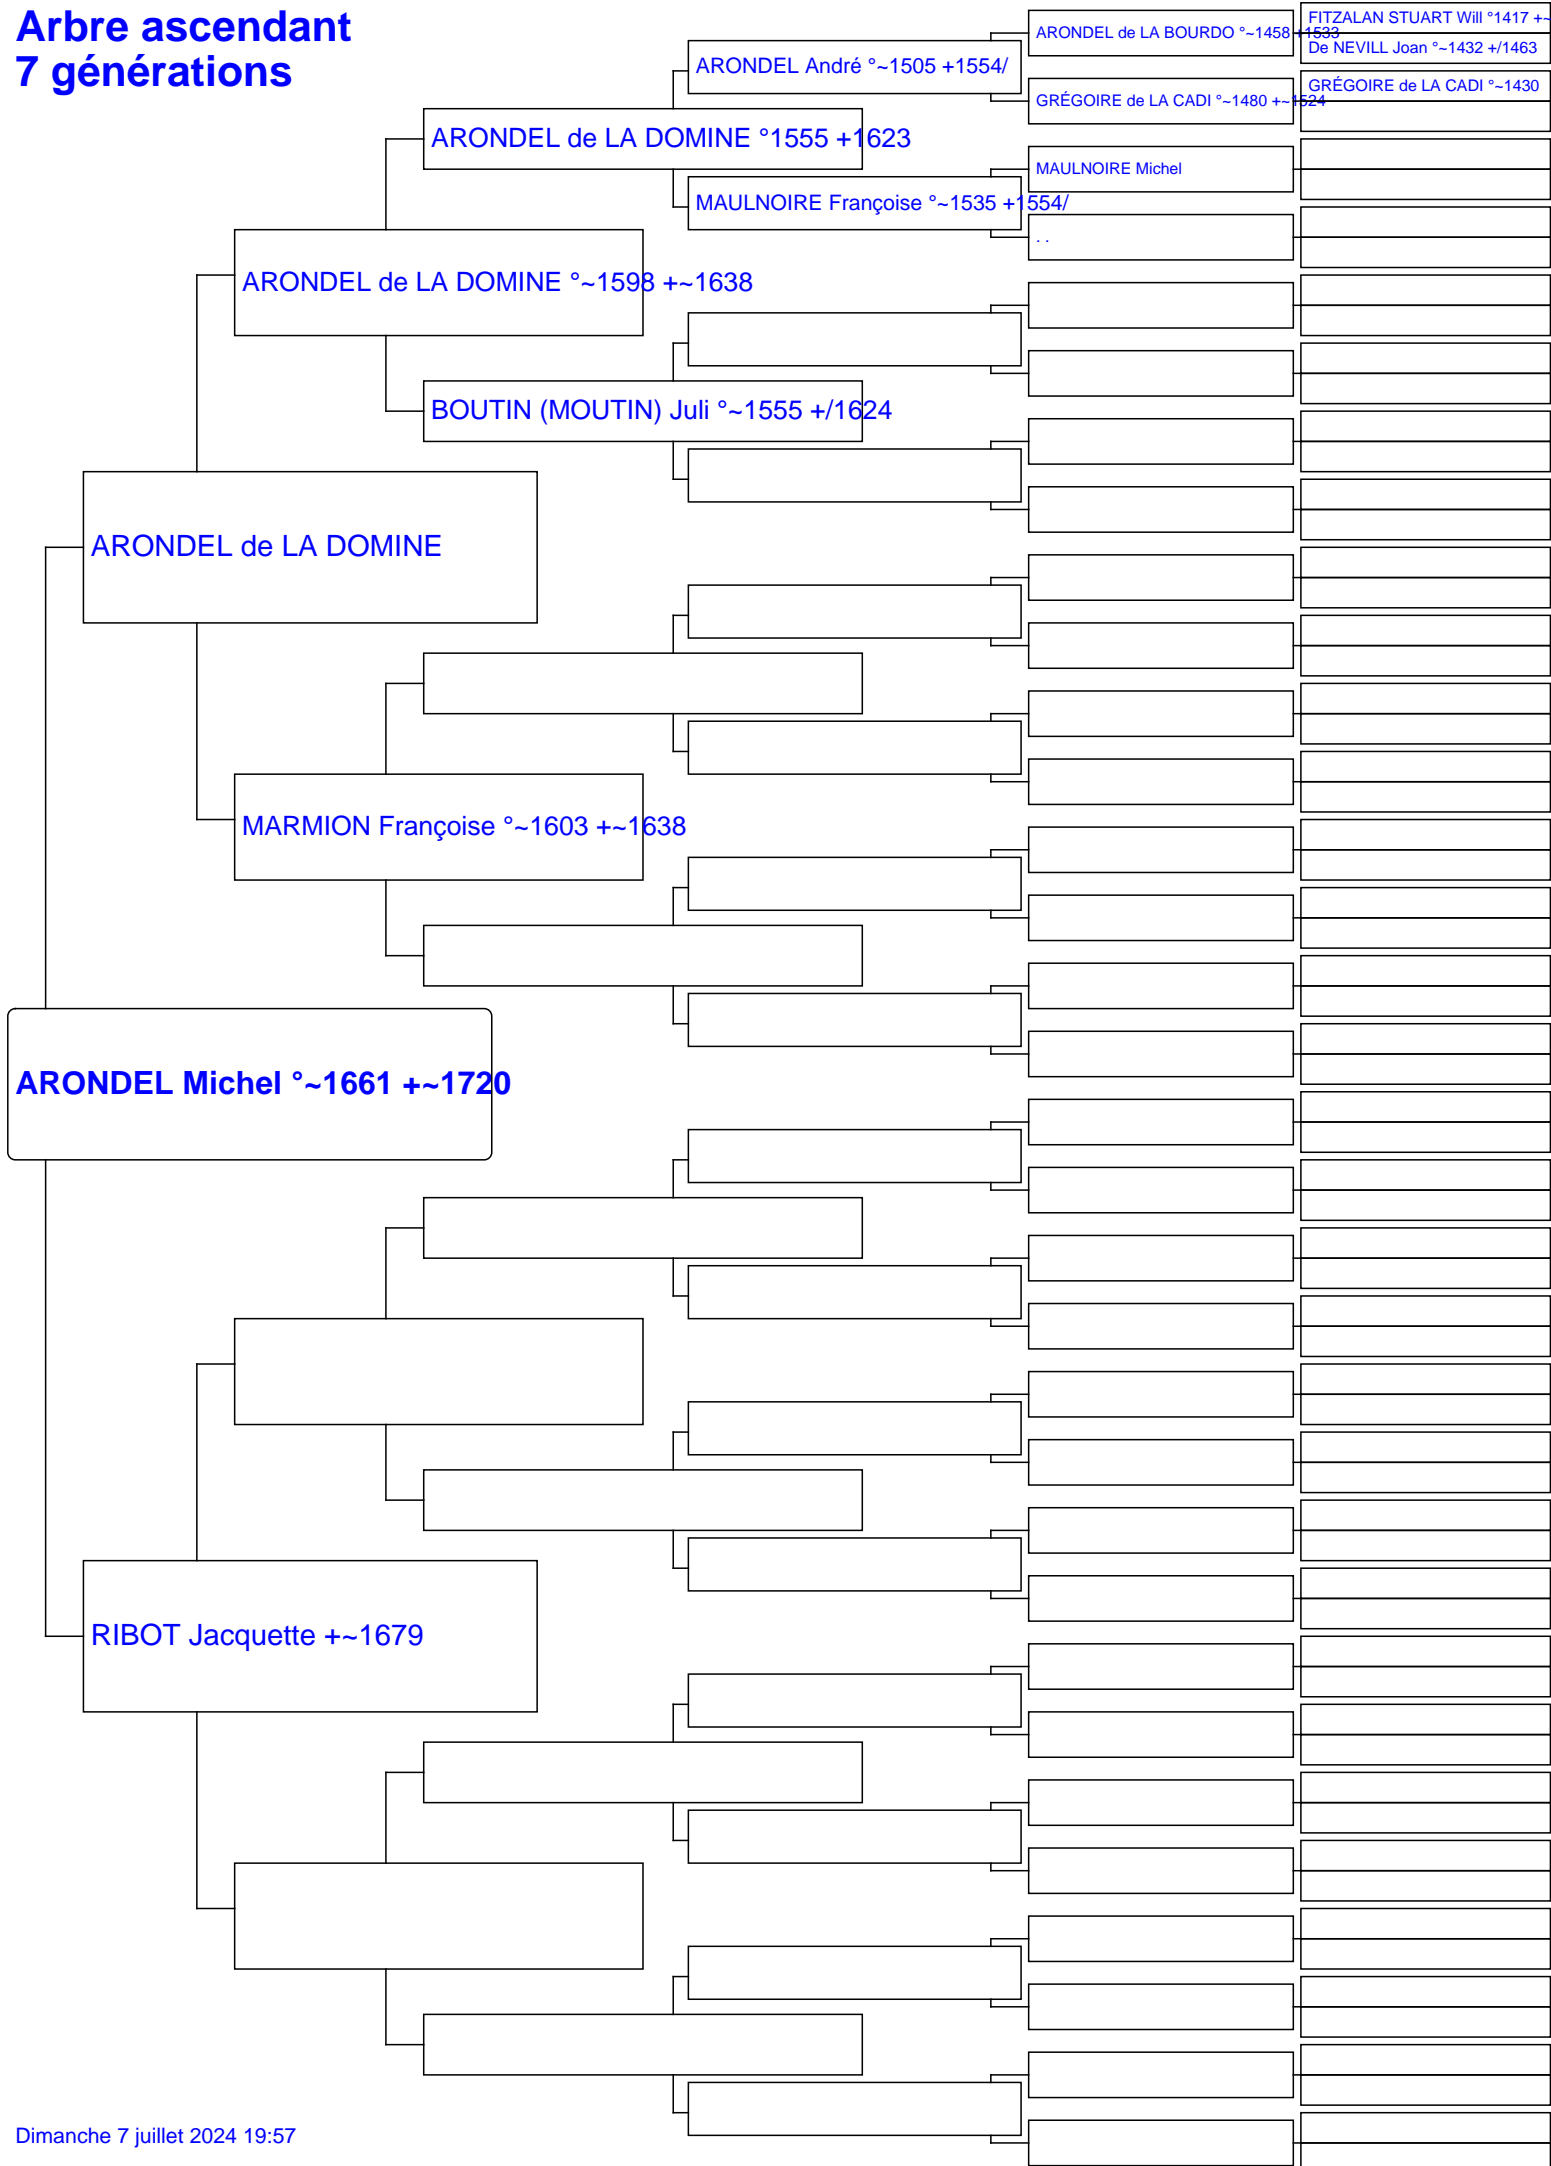 Arbre ascendant
7 générations
FITZALAN STUART Will °1417 +~
ARONDEL de LA BOURDO °~1458 +1533
De NEVILL Joan °~1432 +/1463
ARONDEL André °~1505 +1554/
GRÉGOIRE de LA CADI °~1430
GRÉGOIRE de LA CADI °~1480 +~1524
ARONDEL de LA DOMINE °1555 +1623
MAULNOIRE Michel
MAULNOIRE Françoise °~1535 +1554/
. .
ARONDEL de LA DOMINE °~1598 +~1638
BOUTIN (MOUTIN) Juli °~1555 +/1624
ARONDEL de LA DOMINE
MARMION Françoise °~1603 +~1638
ARONDEL Michel °~1661 +~1720
RIBOT Jacquette +~1679
Dimanche 7 juillet 2024 19:57